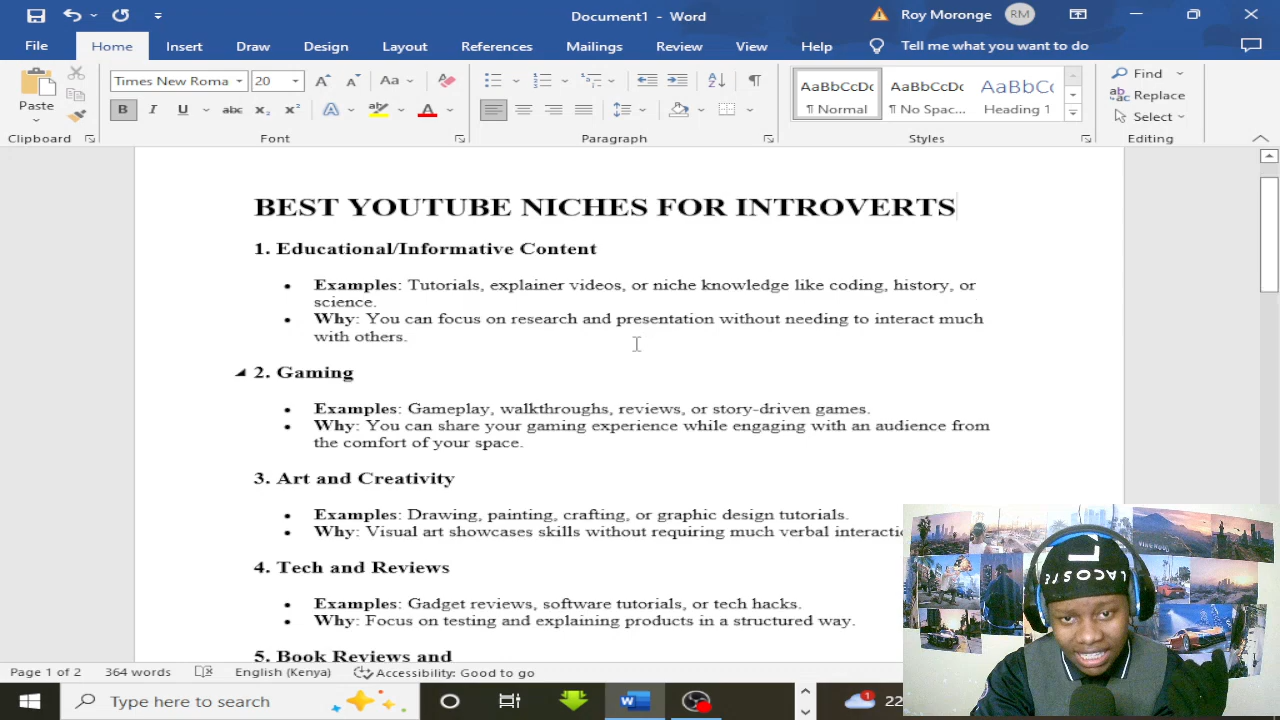 Document1 - Word
Roy Moronge
RM
File
Home
Insert
Draw
Design
Layout
References
Mailings
Review
View
Help
Tell me what you want to do
Paste
Clipboard
Times New Roma
20
Aa
B I U abc x₂ x²
A
Font
Paragraph
AaBbCcDc
¶ Normal
AaBbCcDc
¶ No Spac...
AaBbCc
Heading 1
Styles
Find
Replace
Select
Editing
BEST YOUTUBE NICHES FOR INTROVERTS
1. Educational/Informative Content
• Examples: Tutorials, explainer videos, or niche knowledge like coding, history, or
science.
• Why: You can focus on research and presentation without needing to interact much
with others.
2. Gaming
• Examples: Gameplay, walkthroughs, reviews, or story-driven games.
• Why: You can share your gaming experience while engaging with an audience from
the comfort of your space.
3. Art and Creativity
• Examples: Drawing, painting, crafting, or graphic design tutorials.
• Why: Visual art showcases skills without requiring much verbal
4. Tech and Reviews
• Examples: Gadget reviews, software tutorials, or tech hacks.
• Why: Focus on testing and explaining products in a structured way.
5. Book Reviews and
Page 1 of 2
364 words
English (Kenya)
Accessibility: Good to go
Type here to search
1
22